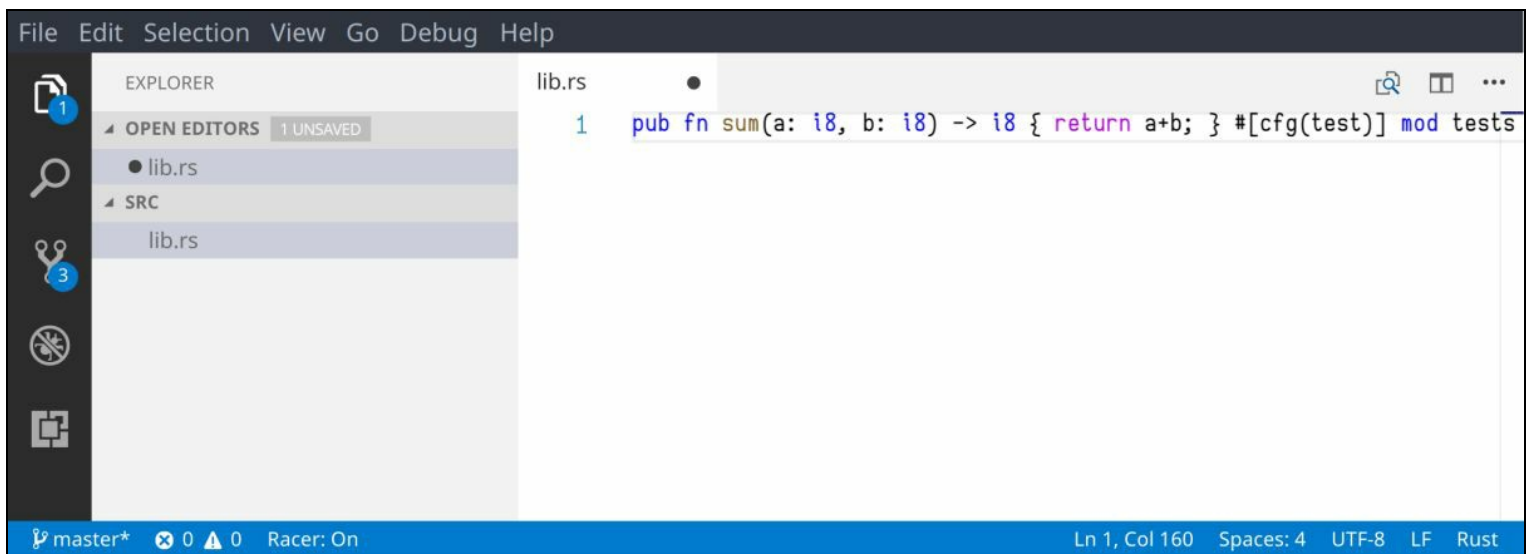 File Edit Selection View Go Debug Help
EXPLORER
lib.rs
1
OPEN EDITORS 1 UNSAVED
1 pub fn sum(a: i8, b: i8) -> i8 { return a+b; } #[cfg(test)] mod tests
lib.rs
SRC
lib.rs
3
master* 0 0 Racer: On Ln 1, Col 160 Spaces: 4 UTF-8 LF Rust